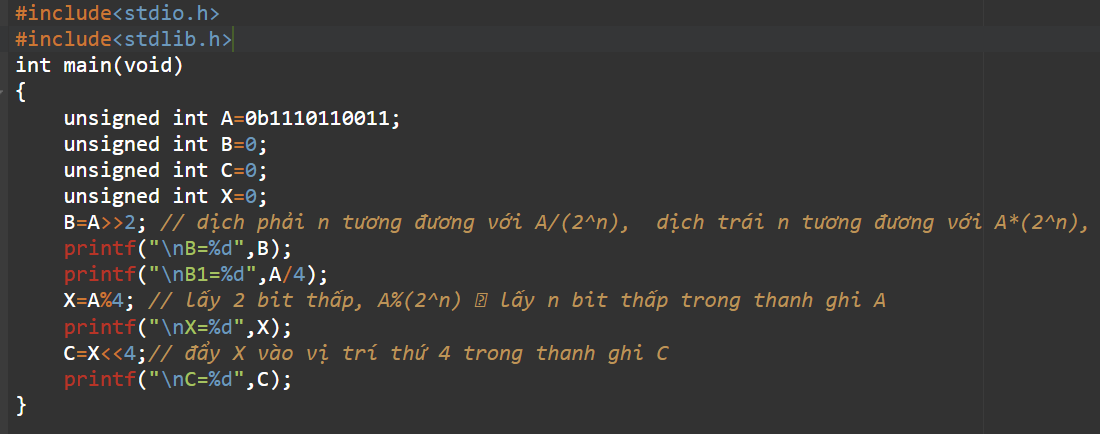 #include<stdio.h>
#include<stdlib.h>
int main(void)
{
    unsigned int A=0b1110110011;
    unsigned int B=0;
    unsigned int C=0;
    unsigned int X=0;
    B=A>>2; // dịch phải n tương đương với A/(2^n),  dịch trái n tương đương với A*(2^n),
    printf("\nB=%d",B);
    printf("\nB1=%d",A/4);
    X=A%4; // lấy 2 bit thấp, A%(2^n)  lấy n bit thấp trong thanh ghi A
    printf("\nX=%d",X);
    C=X<<4;// đẩy X vào vị trí thứ 4 trong thanh ghi C
    printf("\nC=%d",C);
}